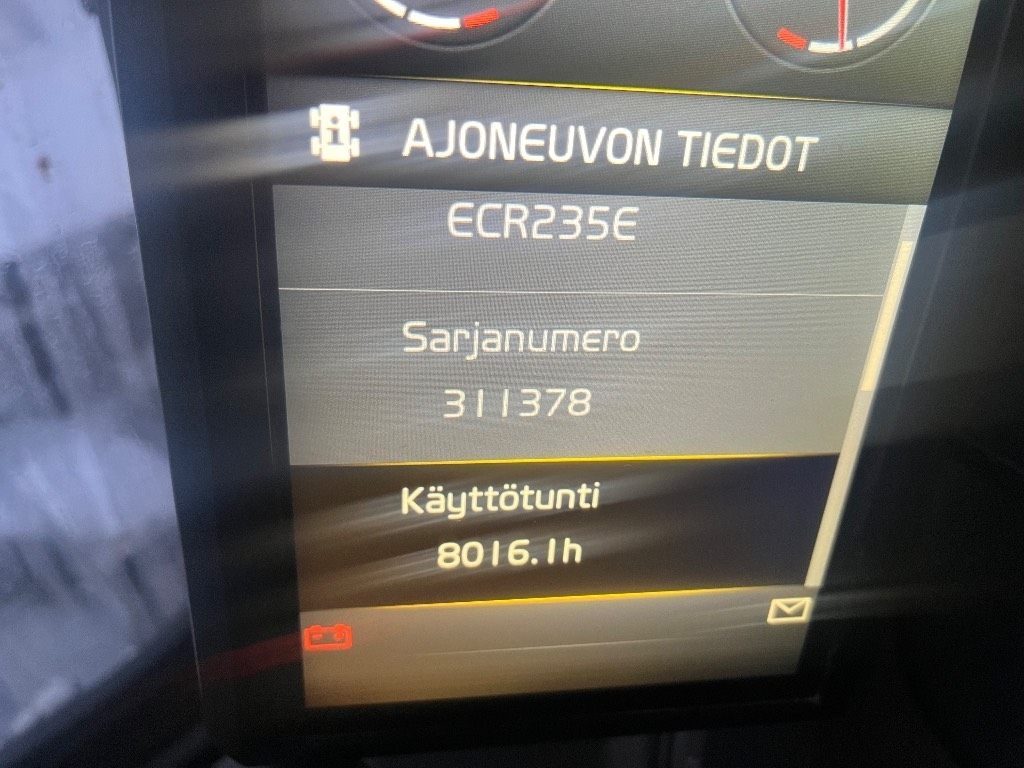 AJONEUVON TIEDOT
ECR235E
Sarjanumero
311378
Käyttötunti
8016.1h